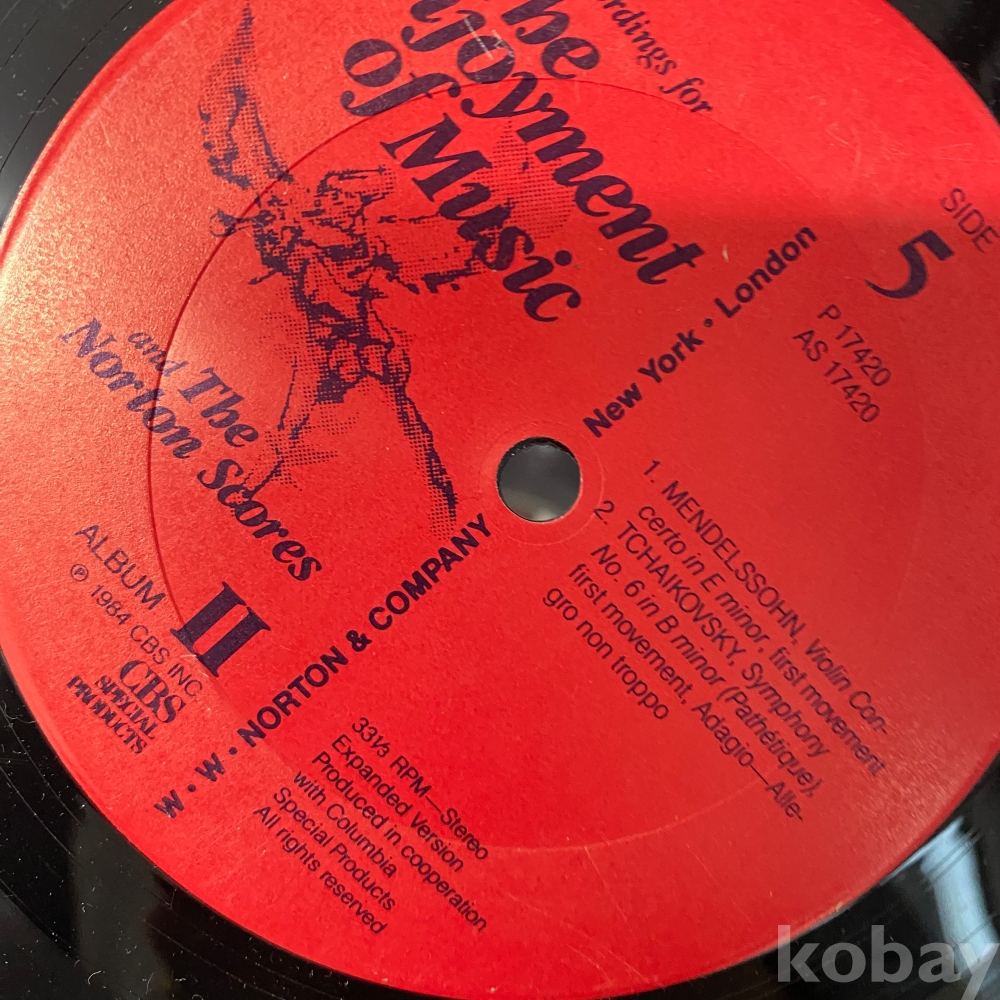 for
of Music
and The
Norton Scores
ALBUM II
℗ 1984 CBS INC.
CBS
SPECIAL
PRODUCTS
W • W • NORTON & COMPANY
New York • London
SIDE
5
P 17420
AS 17420
1. MENDELSSOHN, Violin Con-
certo in E minor, first movement
2. TCHAIKOVSKY, Symphony
No. 6 in B minor (Pathétique),
first movement, Adagio—Alle-
gro non troppo
33⅓ RPM—Stereo
Expanded Version
Produced in cooperation
with Columbia
Special Products
All rights reserved
kobay